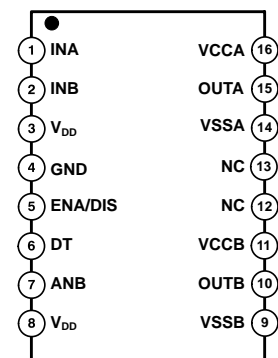 1 INA
2 INB
3 VDD
4 GND
5 ENA/DIS
6 DT
7 ANB
8 VDD
VCCA 16
OUTA 15
VSSA 14
NC 13
NC 12
VCCB 11
OUTB 10
VSSB 9